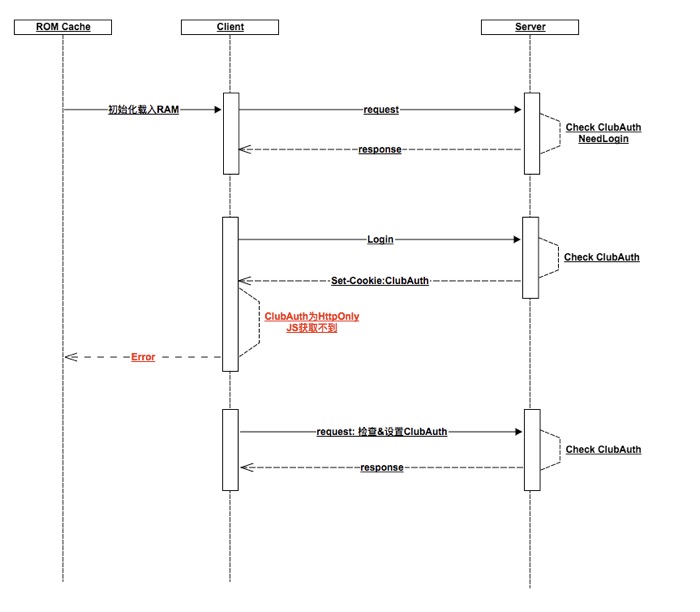 ROM Cache
Client
Server
初始化载入RAM
request
Check ClubAuth
NeedLogin
response
Login
Check ClubAuth
Set-Cookie:ClubAuth
ClubAuth为HttpOnly
JS获取不到
Error
request: 检查&设置ClubAuth
Check ClubAuth
response